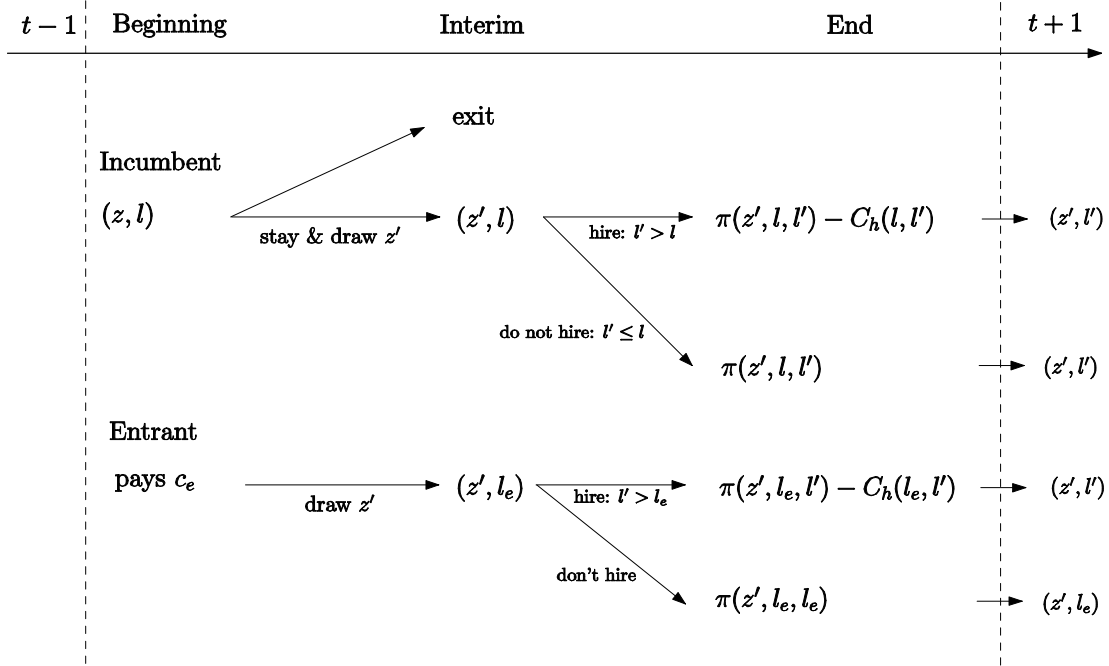 t − 1 Beginning Interim End t + 1
exit
Incumbent
(z, l) (z′, l) π(z′, l, l′) − C_h(l, l′) (z′, l′)
stay & draw z′ hire: l′ > l
do not hire: l′ ≤ l
π(z′, l, l′) (z′, l′)
Entrant
pays c_e (z′, l_e) π(z′, l_e, l′) − C_h(l_e, l′) (z′, l′)
draw z′ hire: l′ > l_e
don't hire
π(z′, l_e, l_e) (z′, l_e)